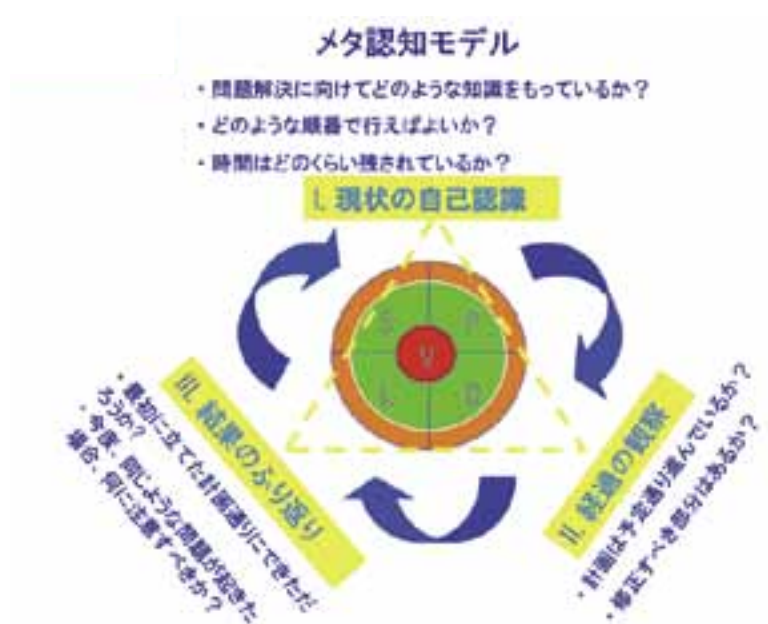 メタ認知モデル
・問題解決に向けてどのような知識をもっているか?
・どのような順番で行えばよいか?
・時間はどのくらい残されているか?
I. 現状の自己認識
S P
V
L O
II. 経過の観察
・計画は予定通り進んでいるか?
・修正すべき部分はあるか?
III. 結果のふり返り
・最初に立てた計画通りにできただ
ろうか?
・今度、同じような問題が起きた
場合、何に注意すべきか?